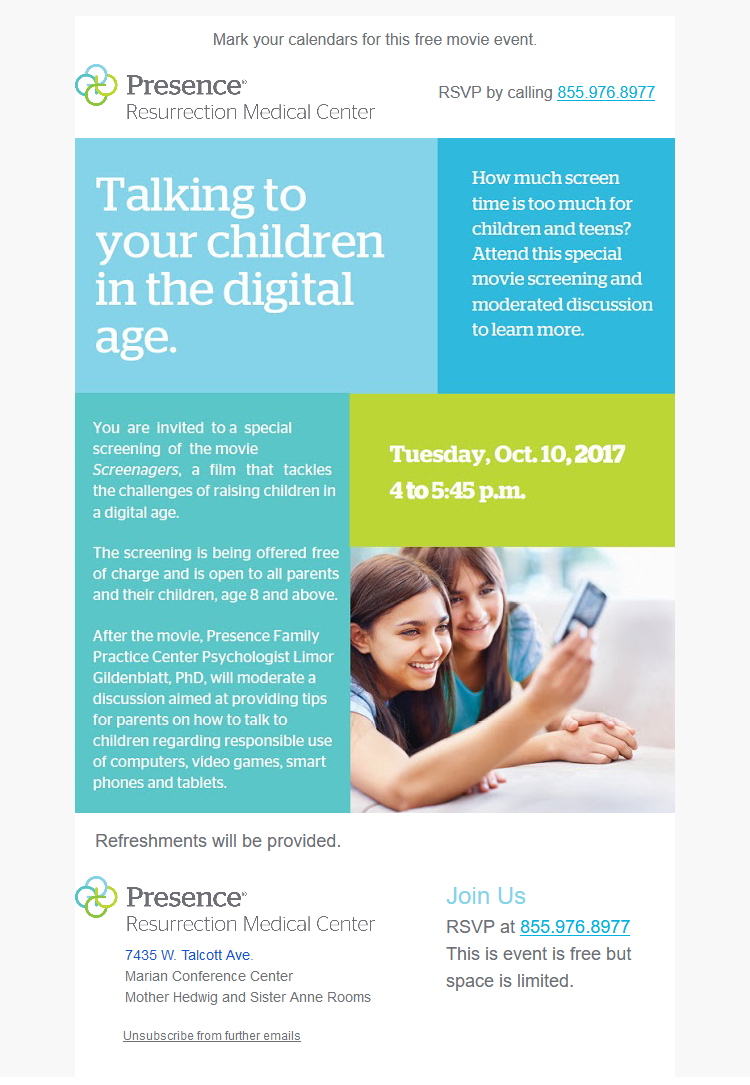 Mark your calendars for this free movie event.
Presence®
Resurrection Medical Center
RSVP by calling 855.976.8977
Talking to
your children
in the digital
age.
How much screen
time is too much for
children and teens?
Attend this special
movie screening and
moderated discussion
to learn more.
You are invited to a special
screening of the movie
Screenagers, a film that tackles
the challenges of raising children in
a digital age.
The screening is being offered free
of charge and is open to all parents
and their children, age 8 and above.
After the movie, Presence Family
Practice Center Psychologist Limor
Gildenblatt, PhD, will moderate a
discussion aimed at providing tips
for parents on how to talk to
children regarding responsible use
of computers, video games, smart
phones and tablets.
Tuesday, Oct. 10, 2017
4 to 5:45 p.m.
Refreshments will be provided.
Presence®
Resurrection Medical Center
7435 W. Talcott Ave.
Marian Conference Center
Mother Hedwig and Sister Anne Rooms
Unsubscribe from further emails
Join Us
RSVP at 855.976.8977
This is event is free but
space is limited.